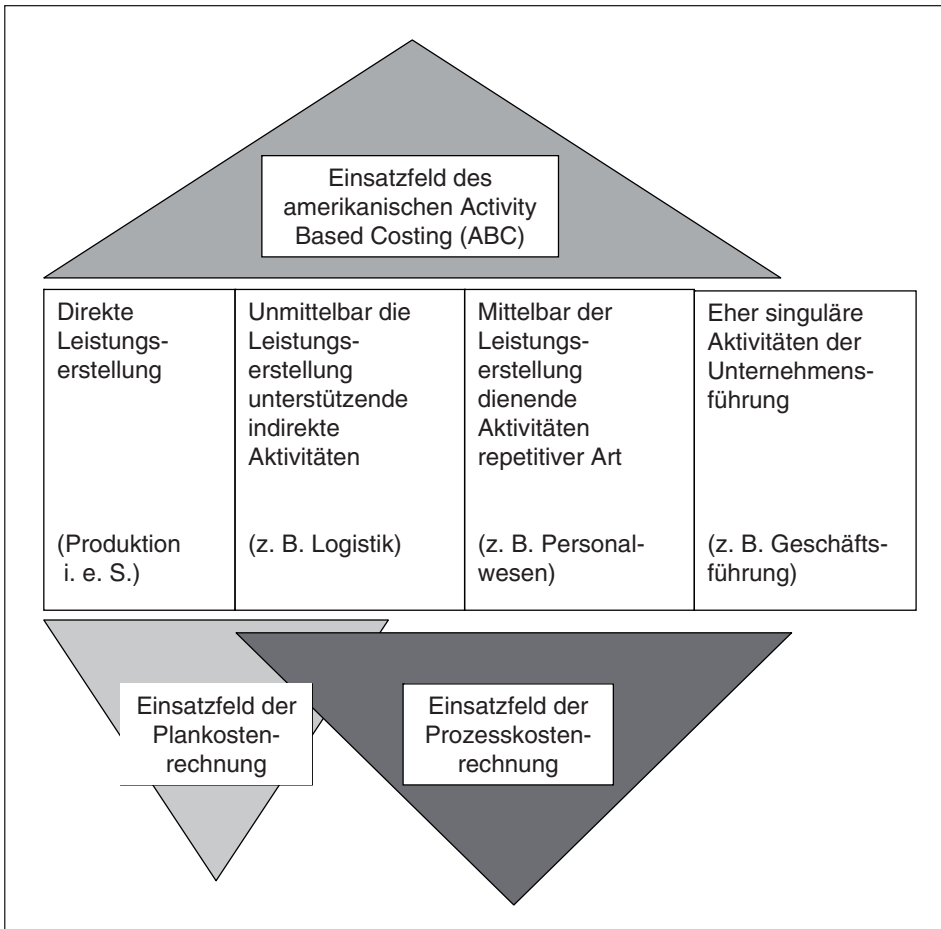 Einsatzfeld des
amerikanischen Activity
Based Costing (ABC)
Direkte
Leistungs-
erstellung
(Produktion
i. e. S.)
Unmittelbar die
Leistungs-
erstellung
unterstützende
indirekte
Aktivitäten
(z. B. Logistik)
Mittelbar der
Leistungs-
erstellung
dienende
Aktivitäten
repetitiver Art
(z. B. Personal-
wesen)
Eher singuläre
Aktivitäten der
Unternehmens-
führung
(z. B. Geschäfts-
führung)
Einsatzfeld der
Plankosten-
rechnung
Einsatzfeld der
Prozesskosten-
rechnung